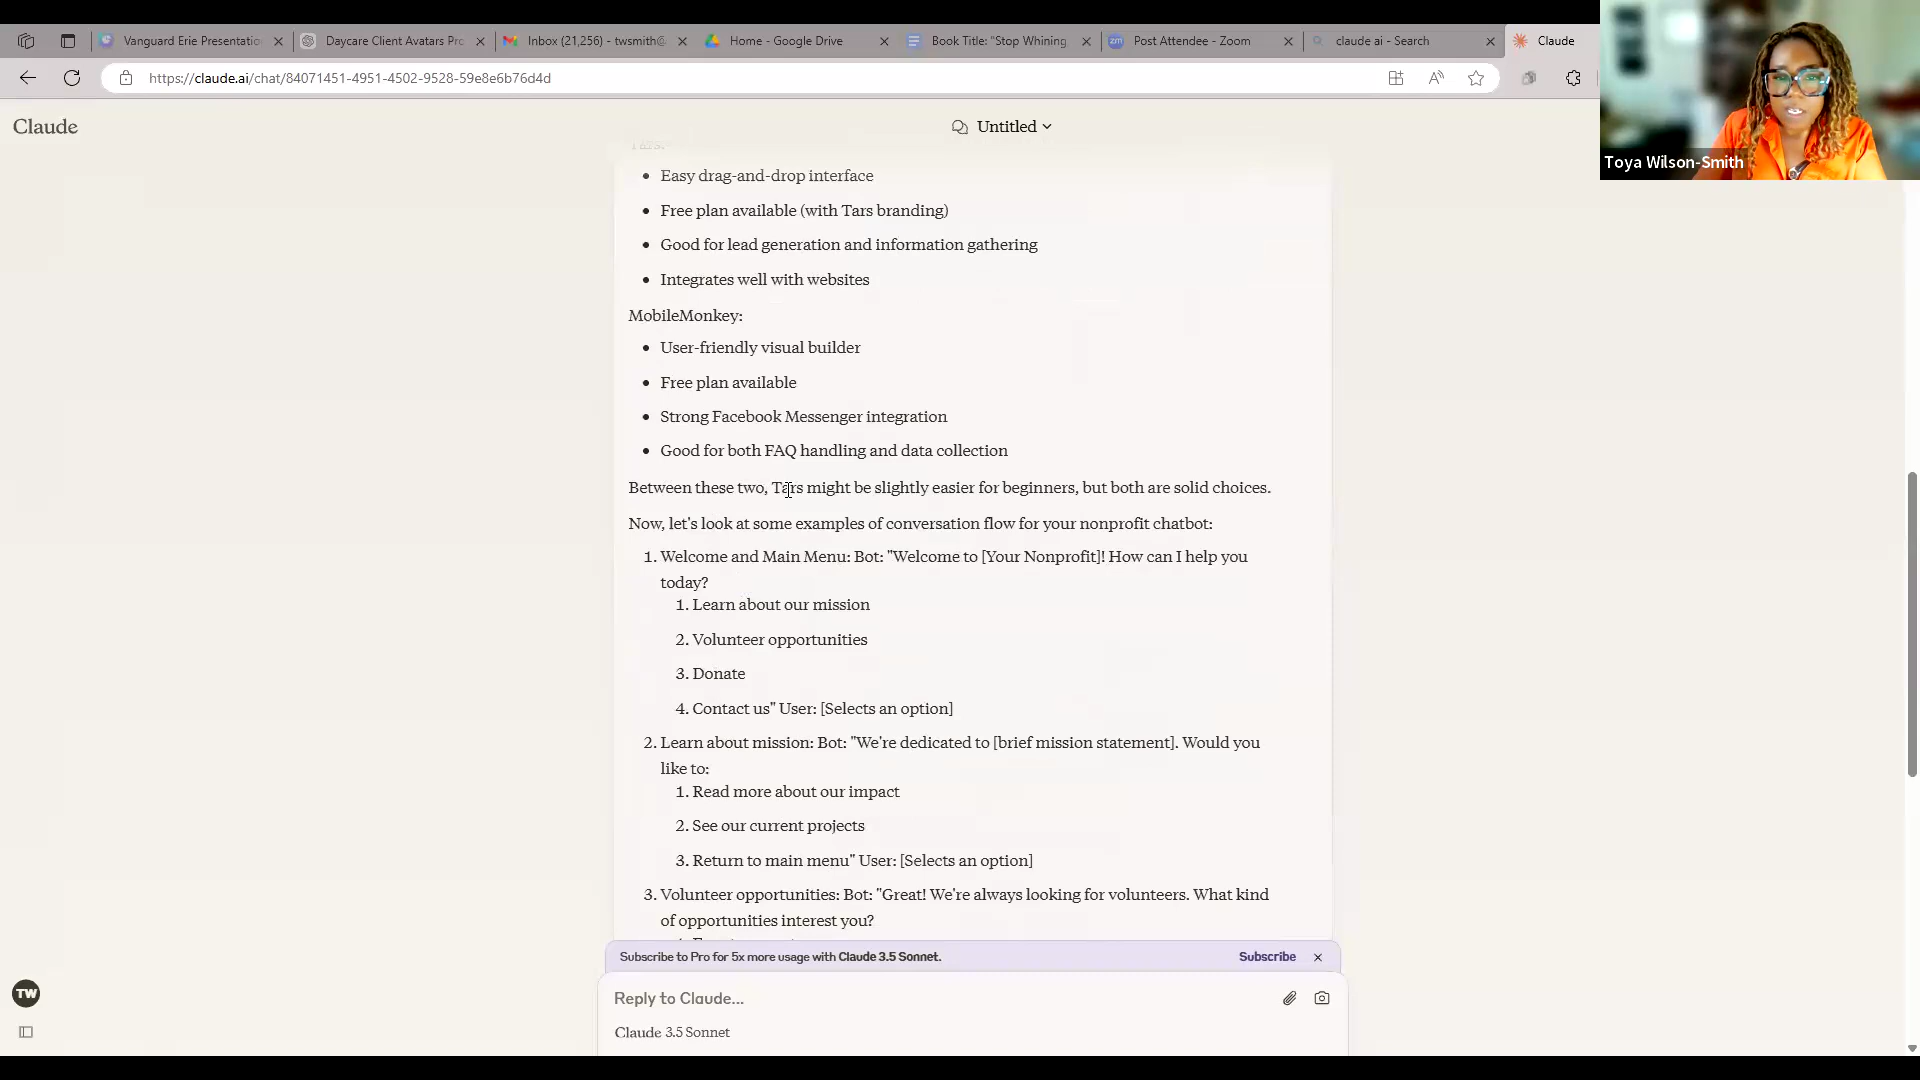 Vanguard Erie Presentatio
Daycare Client Avatars Pro
Inbox (21,256) - twsmith@
Home - Google Drive
Book Title: "Stop Whining
zm
Post Attendee - Zoom
claude ai - Search
Claude
https://claude.ai/chat/84071451-4951-4502-9528-59e8e6b76d4d
Toya Wilson-Smith
Claude
Untitled
Tars:
Easy drag-and-drop interface
Free plan available (with Tars branding)
Good for lead generation and information gathering
Integrates well with websites
MobileMonkey:
User-friendly visual builder
Free plan available
Strong Facebook Messenger integration
Good for both FAQ handling and data collection
Between these two, Tars might be slightly easier for beginners, but both are solid choices.
Now, let's look at some examples of conversation flow for your nonprofit chatbot:
1. Welcome and Main Menu: Bot: "Welcome to [Your Nonprofit]! How can I help you
today?
1. Learn about our mission
2. Volunteer opportunities
3. Donate
4. Contact us" User: [Selects an option]
2. Learn about mission: Bot: "We're dedicated to [brief mission statement]. Would you
like to:
1. Read more about our impact
2. See our current projects
3. Return to main menu" User: [Selects an option]
3. Volunteer opportunities: Bot: "Great! We're always looking for volunteers. What kind
of opportunities interest you?
Subscribe to Pro for 5x more usage with Claude 3.5 Sonnet.
Subscribe
TW
Reply to Claude...
Claude 3.5 Sonnet